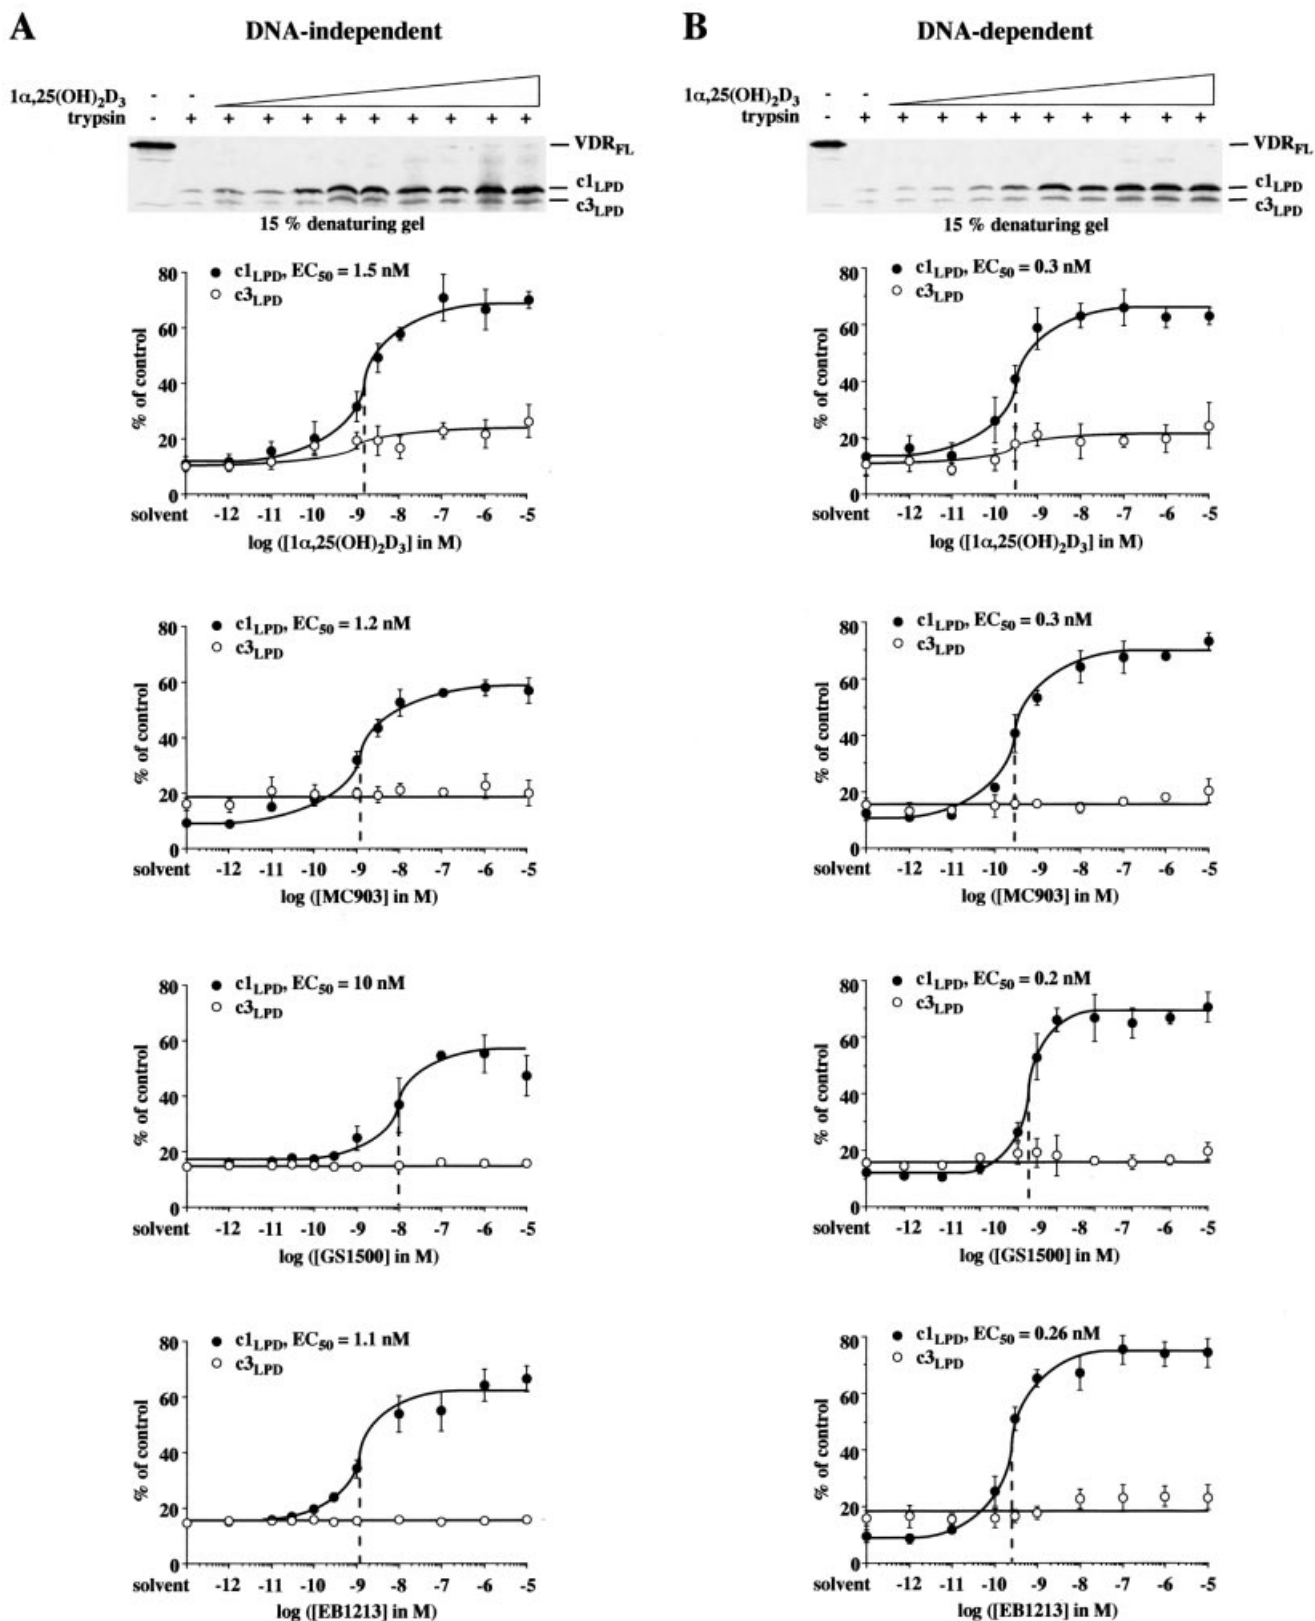 A DNA-independent
1α,25(OH)2D3 - -
trypsin - + + + + + + + + + +
VDRFL
c1LPD
c3LPD
15 % denaturing gel
c1LPD, EC50 = 1.5 nM
c3LPD
% of control
80
60
40
20
0
solvent -12 -11 -10 -9 -8 -7 -6 -5
log ([1α,25(OH)2D3] in M)
c1LPD, EC50 = 1.2 nM
c3LPD
% of control
80
60
40
20
0
solvent -12 -11 -10 -9 -8 -7 -6 -5
log ([MC903] in M)
c1LPD, EC50 = 10 nM
c3LPD
% of control
80
60
40
20
0
solvent -12 -11 -10 -9 -8 -7 -6 -5
log ([GS1500] in M)
c1LPD, EC50 = 1.1 nM
c3LPD
% of control
80
60
40
20
0
solvent -12 -11 -10 -9 -8 -7 -6 -5
log ([EB1213] in M)
B DNA-dependent
1α,25(OH)2D3 - -
trypsin - + + + + + + + + + +
VDRFL
c1LPD
c3LPD
15 % denaturing gel
c1LPD, EC50 = 0.3 nM
c3LPD
% of control
80
60
40
20
0
solvent -12 -11 -10 -9 -8 -7 -6 -5
log ([1α,25(OH)2D3] in M)
c1LPD, EC50 = 0.3 nM
c3LPD
% of control
80
60
40
20
0
solvent -12 -11 -10 -9 -8 -7 -6 -5
log ([MC903] in M)
c1LPD, EC50 = 0.2 nM
c3LPD
% of control
80
60
40
20
0
solvent -12 -11 -10 -9 -8 -7 -6 -5
log ([GS1500] in M)
c1LPD, EC50 = 0.26 nM
c3LPD
% of control
80
60
40
20
0
solvent -12 -11 -10 -9 -8 -7 -6 -5
log ([EB1213] in M)